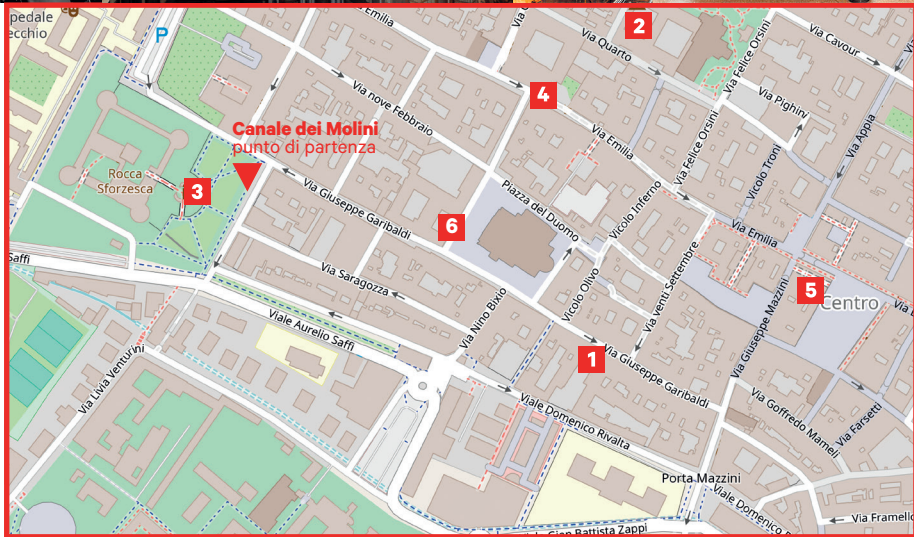 pedale
ecchio
P
Via Emilia
2
Via Quarto
Via Felice Orsini
Via Cavour
4
Via nove Febbraio
Via Pighini
Via Appia
Canale dei Molini
punto di partenza
Rocca
Sforzesca
3
Via Emilia
Via Felice Orsini
Vicolo Troni
Via Giuseppe Garibaldi
6
Piazza del Duomo
Vicolo Inferno
Via Emilia
Saffi
Via Saragozza
Via Nino Bixio
Vicolo Olivo
Via venti Settembre
Via Giuseppe Mazzini
5
Centro
Viale Aurelio Saffi
1
Via Giuseppe Garibaldi
Via Livia Venturini
Viale Domenico Rivalta
Via Goffredo Mameli
Via Farsetti
Porta Mazzini
Viale Domenico
Via Framello
Gian Battista Zappi